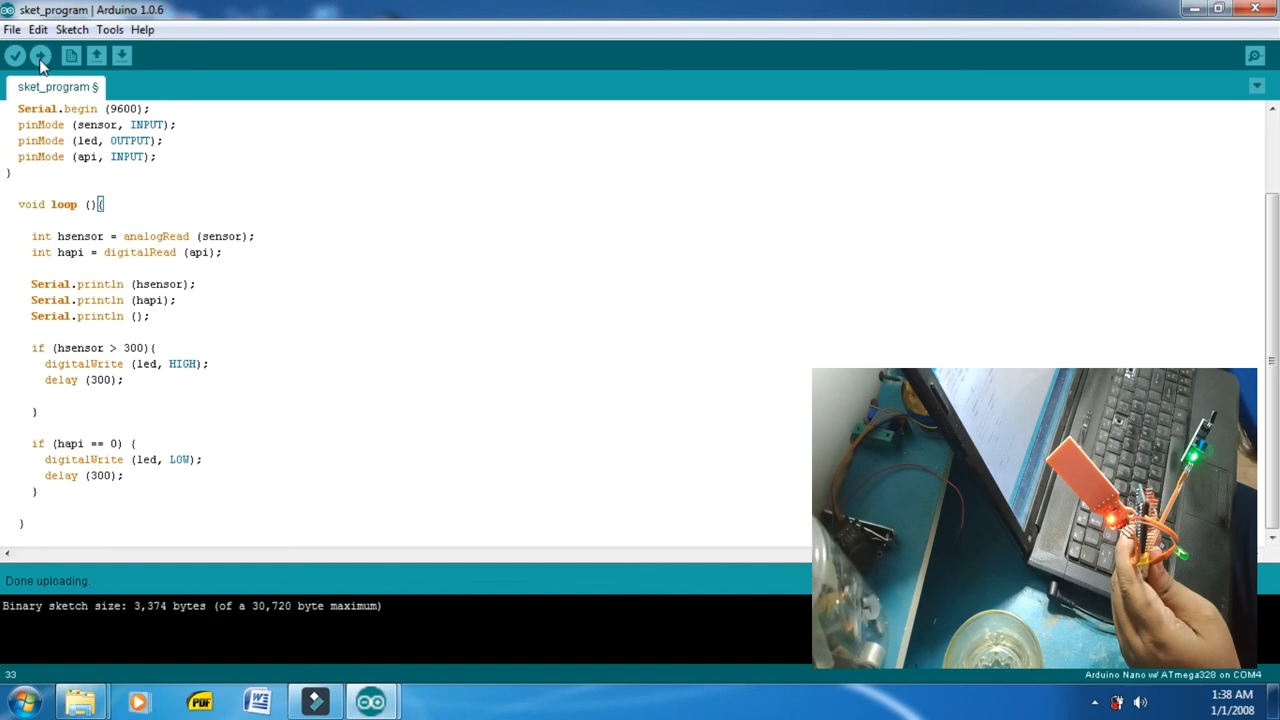 sket_program | Arduino 1.0.6
File Edit Sketch Tools Help
sket_program §
Serial.begin (9600);
pinMode (sensor, INPUT);
pinMode (led, OUTPUT);
pinMode (api, INPUT);
}
void loop (){
int hsensor = analogRead (sensor);
int hapi = digitalRead (api);
Serial.println (hsensor);
Serial.println (hapi);
Serial.println ();
if (hsensor > 300){
digitalWrite (led, HIGH);
delay (300);
}
if (hapi == 0) {
digitalWrite (led, LOW);
delay (300);
}
}
Done uploading.
Binary sketch size: 3,374 bytes (of a 30,720 byte maximum)
33
Arduino Nano w/ ATmega328 on COM4
PDF
W
1:38 AM
1/1/2008